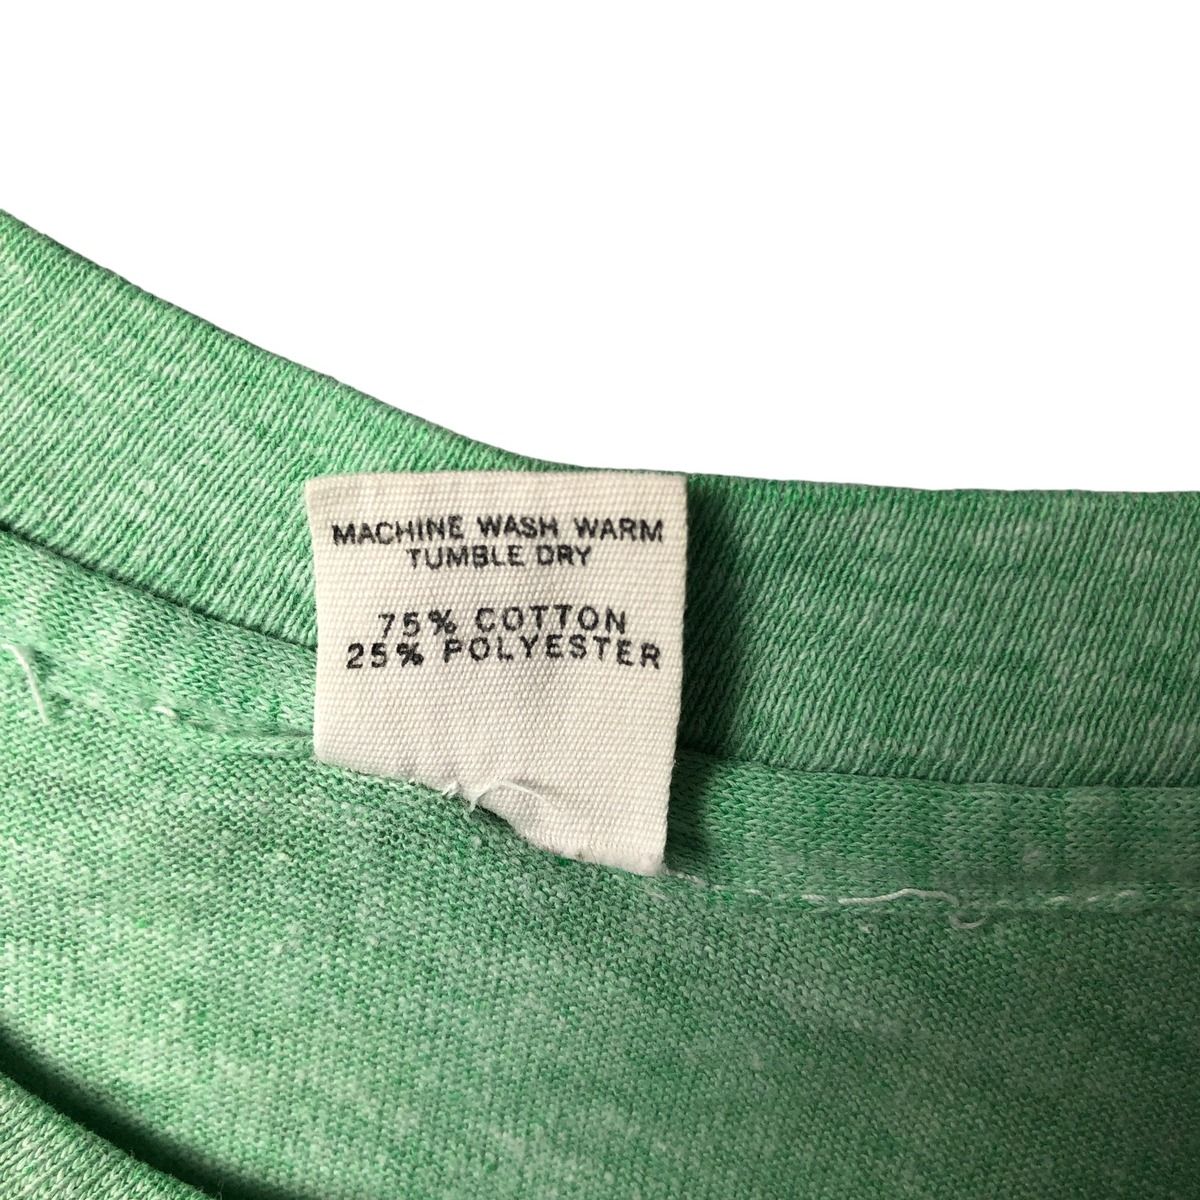 MACHINE WASH WARM
TUMBLE DRY
75% COTTON
25% POLYESTER